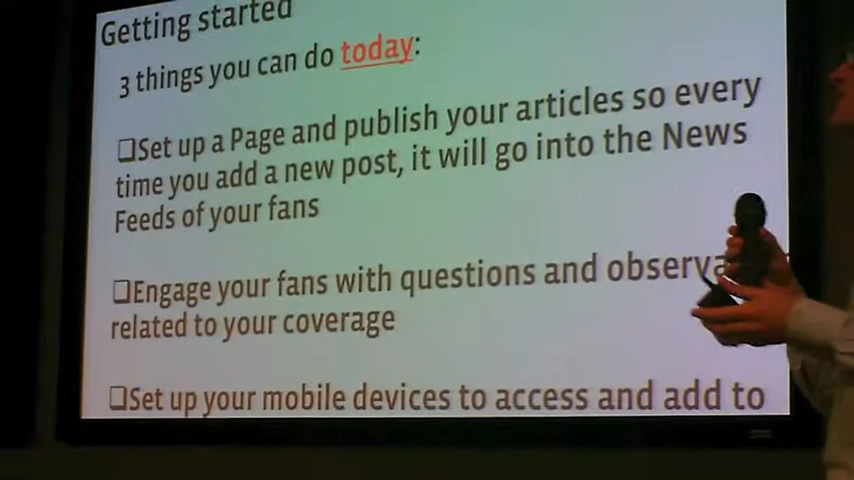 Getting started
3 things you can do today:
❑Set up a Page and publish your articles so every
time you add a new post, it will go into the News
Feeds of your fans
❑Engage your fans with questions and
related to your coverage
❑Set up your mobile devices to access and add to